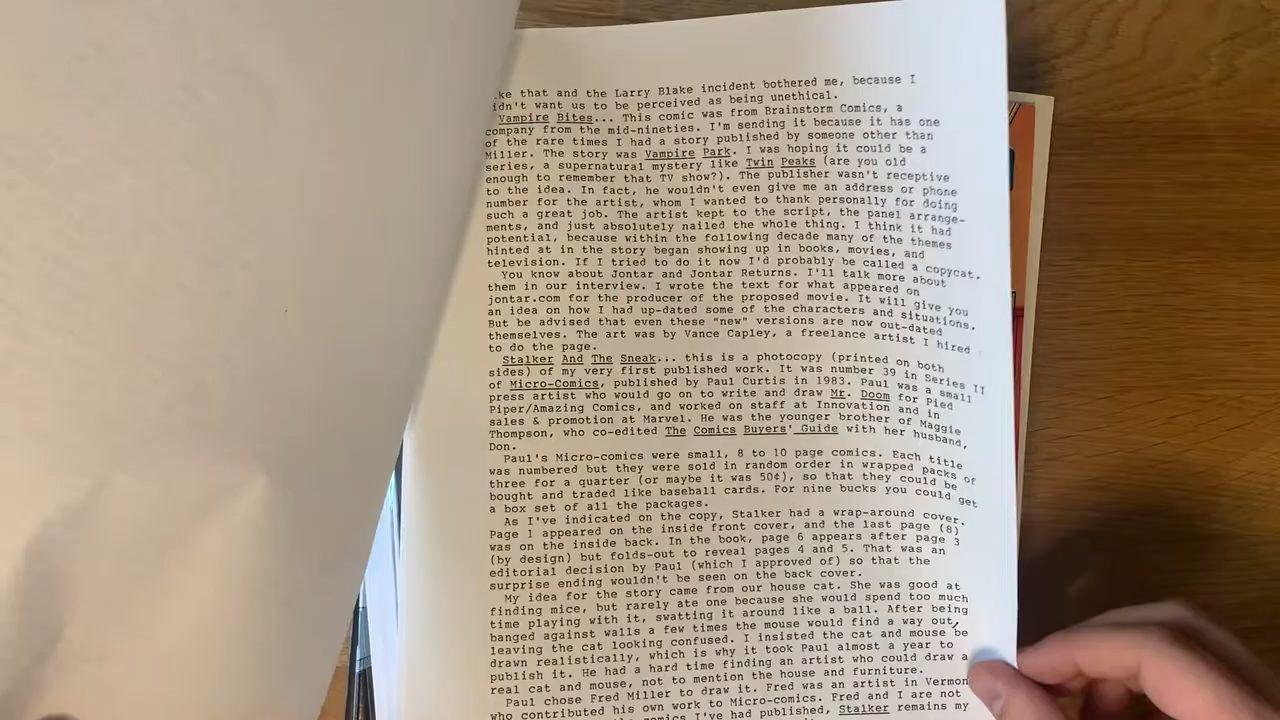 ke that and the Larry Blake incident bothered me, because I
idn't want us to be perceived as being unethical.
Vampire Bites... This comic was from Brainstorm Comics, a
company from the mid-nineties. I'm sending it because it has one
of the rare times I had a story published by someone other than
Miller. The story was Vampire Park. I was hoping it could be a
series, a supernatural mystery like Twin Peaks (are you old
enough to remember that TV show?). The publisher wasn't receptive
to the idea. In fact, he wouldn't even give me an address or phone
number for the artist, whom I wanted to thank personally for doing
such a great job. The artist kept to the script, the panel arrange-
ments, and just absolutely nailed the whole thing. I think it had
potential, because within the following decade many of the themes
hinted at in the story began showing up in books, movies, and
television. If I tried to do it now I'd probably be called a copycat.
You know about Jontar and Jontar Returns. I'll talk more about
them in our interview. I wrote the text for what appeared on
jontar.com for the producer of the proposed movie. It will give you
an idea on how I had up-dated some of the characters and situations.
But be advised that even these "new" versions are now out-dated
themselves. The art was by Vance Capley, a freelance artist I hired
to do the page.
Stalker And The Sneak... this is a photocopy (printed on both
sides) of my very first published work. It was number 39 in Series II
of Micro-Comics, published by Paul Curtis in 1983. Paul was a small
press artist who would go on to write and draw Mr. Doom for Pied
Piper/Amazing Comics, and worked on staff at Innovation and in
sales & promotion at Marvel. He was the younger brother of Maggie
Thompson, who co-edited The Comics Buyers' Guide with her husband,
Don.
Paul's Micro-comics were small, 8 to 10 page comics. Each title
was numbered but they were sold in random order in wrapped packs of
three for a quarter (or maybe it was 50¢), so that they could be
bought and traded like baseball cards. For nine bucks you could get
a box set of all the packages.
As I've indicated on the copy, Stalker had a wrap-around cover.
Page 1 appeared on the inside front cover, and the last page (8)
was on the inside back. In the book, page 6 appears after page 3
(by design) but folds-out to reveal pages 4 and 5. That was an
editorial decision by Paul (which I approved of) so that the
surprise ending wouldn't be seen on the back cover.
My idea for the story came from our house cat. She was good at
finding mice, but rarely ate one because she would spend too much
time playing with it, swatting it around like a ball. After being
banged against walls a few times the mouse would find a way out,
leaving the cat looking confused. I insisted the cat and mouse be
drawn realistically, which is why it took Paul almost a year to
publish it. He had a hard time finding an artist who could draw a
real cat and mouse, not to mention the house and furniture.
Paul chose Fred Miller to draw it. Fred was an artist in Vermon
who contributed his own work to Micro-comics. Fred and I are not
comics I've had published, Stalker remains my